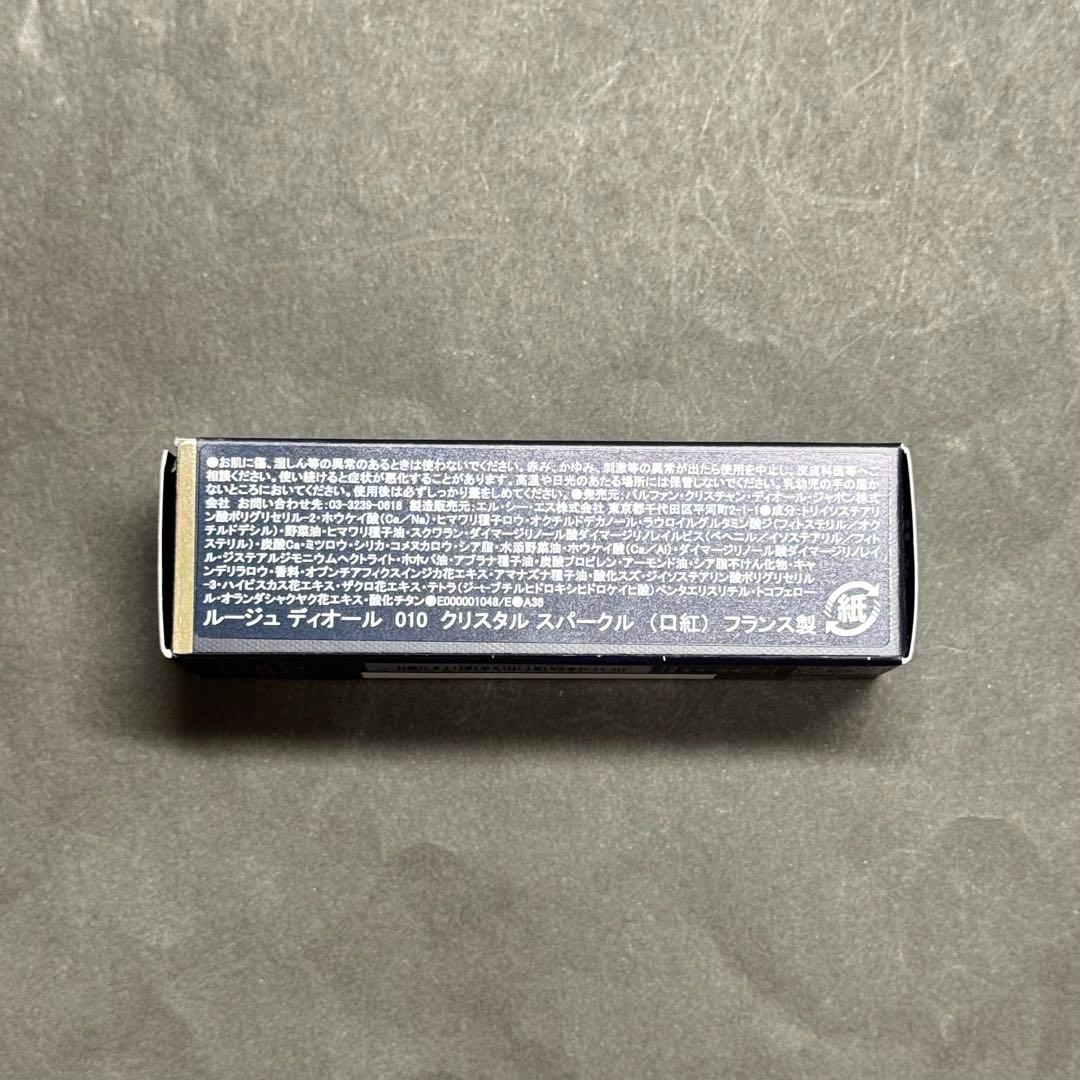 ●お肌に傷、湿しん等の異常のあるときは使わないでください。赤み、かゆみ、刺激等の異常が出たら使用を中止し、皮膚科医等へ
相談ください。使い続けると症状が悪化することがあります。高温や日光のあたる場所には保管しないでください。乳幼児の手の届か
ないところにおいてください。使用後は必ずしっかり蓋をしめてください。●発売元:パルファン・クリスチャン・ディオール・ジャポン株式
会社 お問い合わせ先:03-3239-0618 製造販売元:エル・シー・エス株式会社 東京都千代田区平河町2-1-1●成分:トリイソステアリ
ン酸ポリグリセリル-2・ホウケイ酸(Ca/Na)・ヒマワリ種子ロウ・オクチルドデカノール・ラウロイルグルタミン酸ジ(フィトステリル/オク
チルドデシル)・野菜油・ヒマワリ種子油・スクワラン・ダイマージリノール酸ダイマージリノレイルビス(ベヘニル/イソステアリル/フィト
ステリル)・炭酸Ca・ミツロウ・シリカ・コメヌカロウ・シア脂・水添野菜油・ホウケイ酸(Ca/Al)・ダイマージリノール酸ダイマージリノレイ
ル・ジステアルジモニウムヘクトライト・ホホバ油・アブラナ種子油・炭酸プロピレン・アーモンド油・シア脂不けん化物・キャ
ンデリラロウ・香料・オプンチアフィクスインジカ花エキス・アマナズナ種子油・酸化スズ・ジイソステアリン酸ポリグリセリル
-3・ハイビスカス花エキス・ザクロ花エキス・テトラ(ジ-t-ブチルヒドロキシヒドロケイヒ酸)ペンタエリスリチル・トコフェロー
ル・オランダシャクヤク花エキス・酸化チタン●E000001048/E●A36
ルージュ ディオール 010 クリスタル スパークル (口紅) フランス製
紙